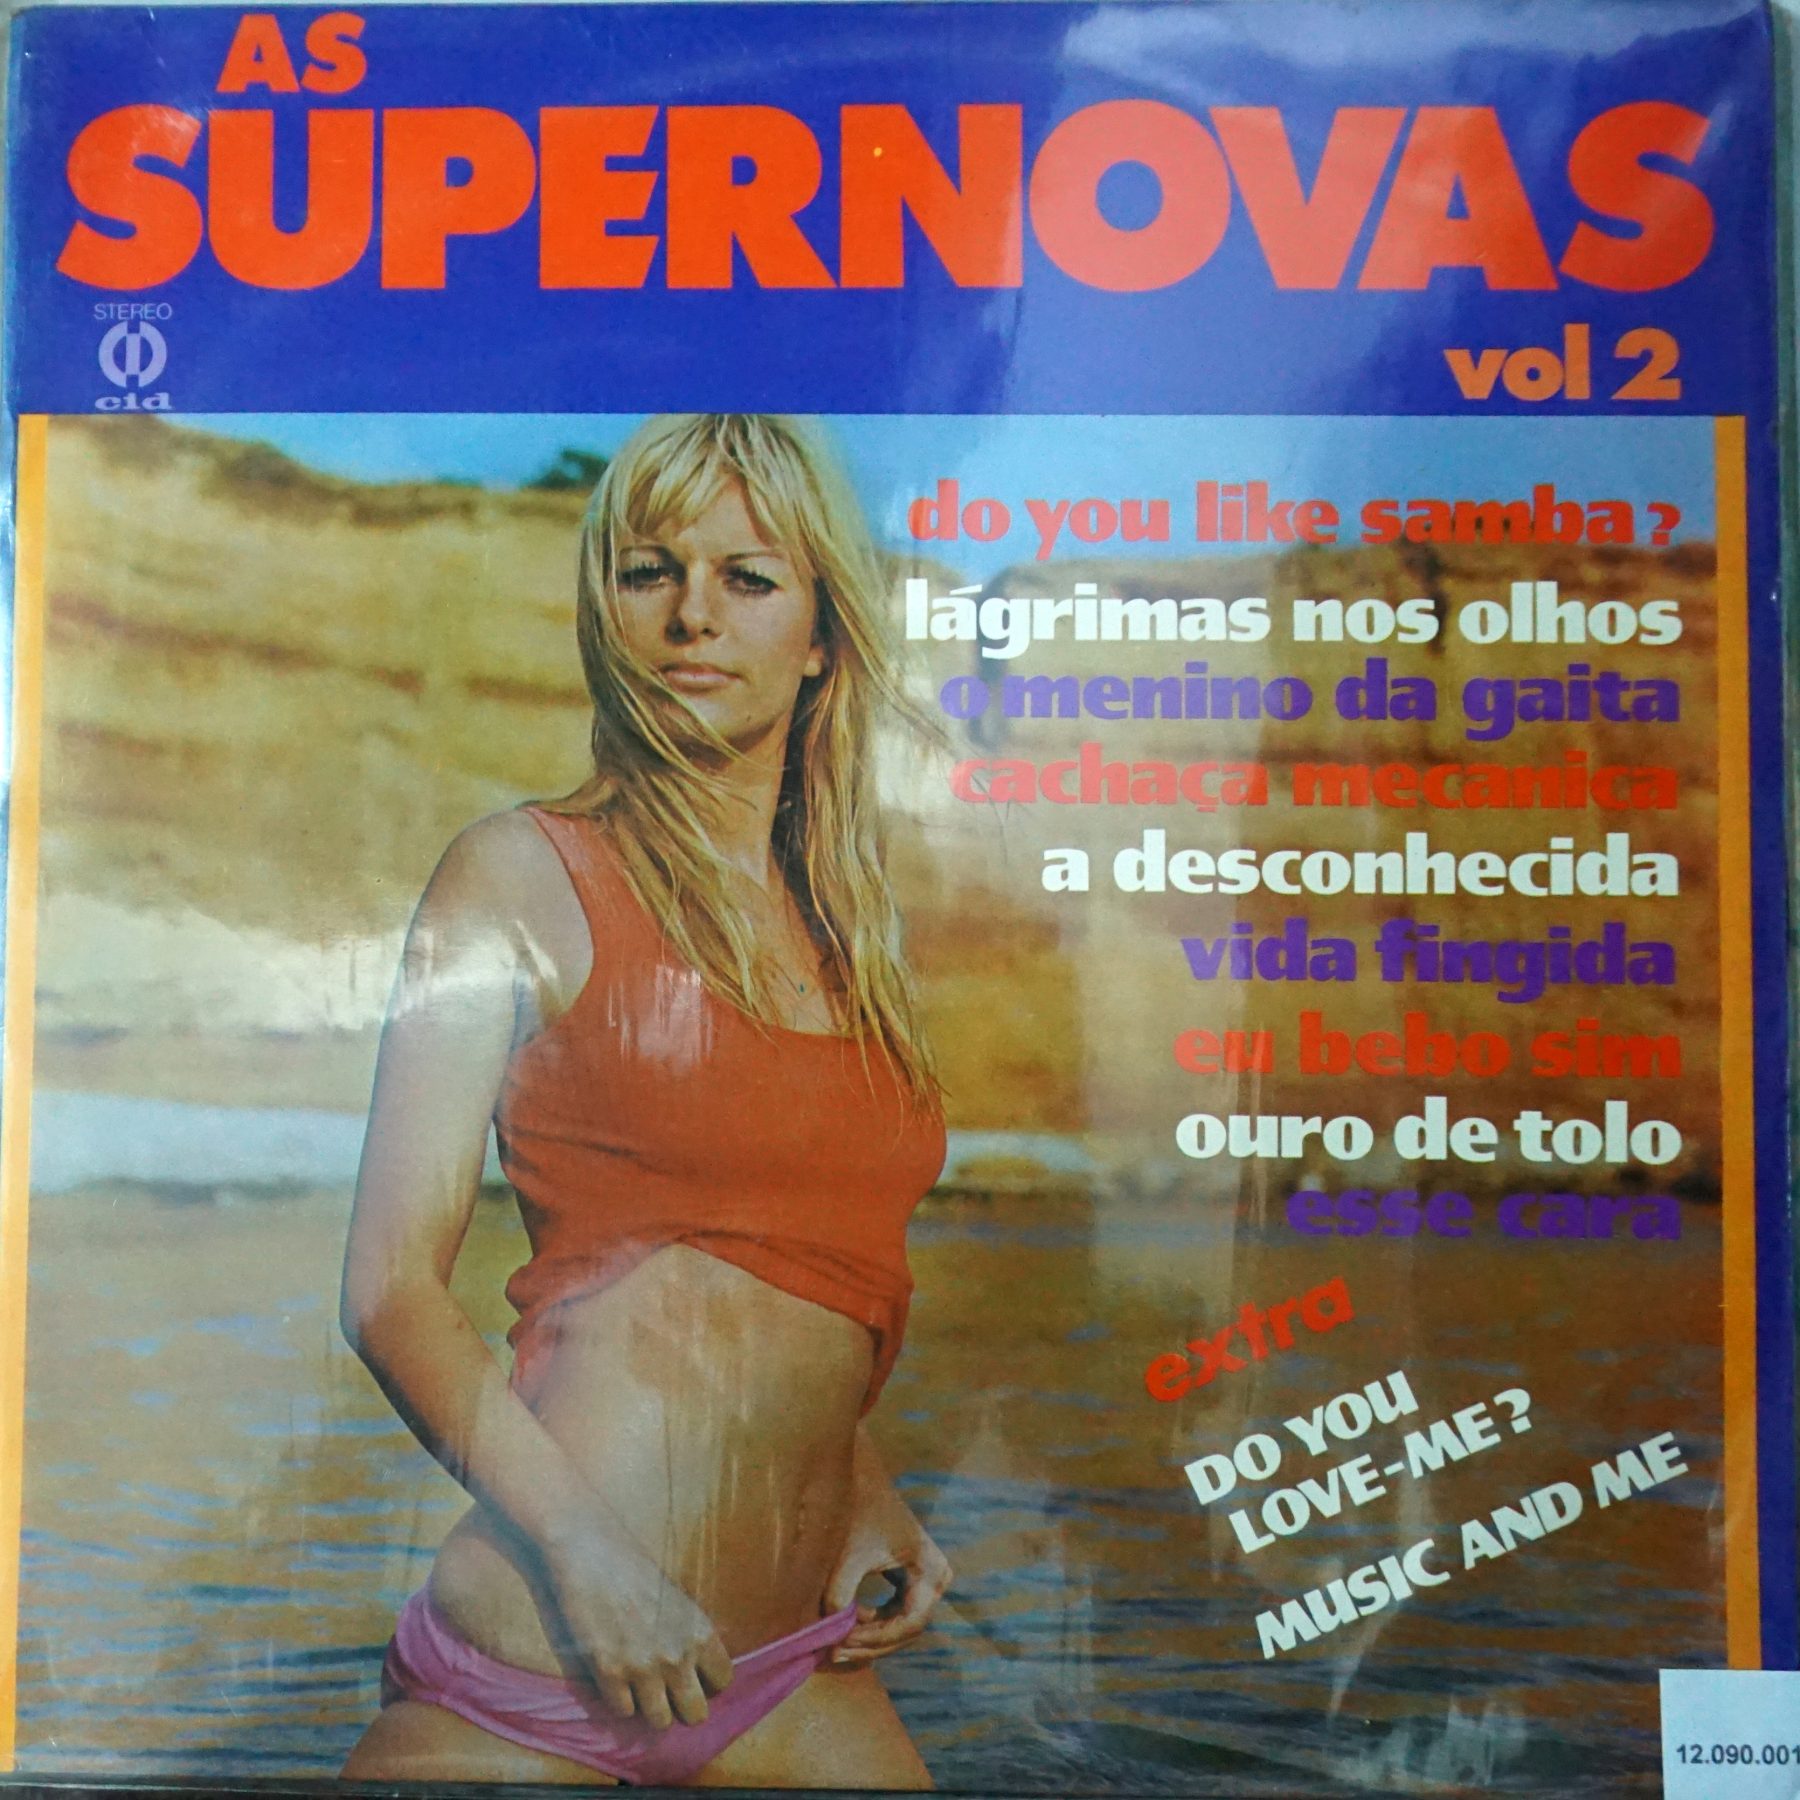 AS
SUPERNOVAS
STEREO
cid
vol 2
do you like samba?
lágrimas nos olhos
o menino da gaita
cachaça mecanica
a desconhecida
vida fingida
eu bebo sim
ouro de tolo
esse cara
extra
DO YOU
LOVE-ME?
MUSIC AND ME
12.090.001